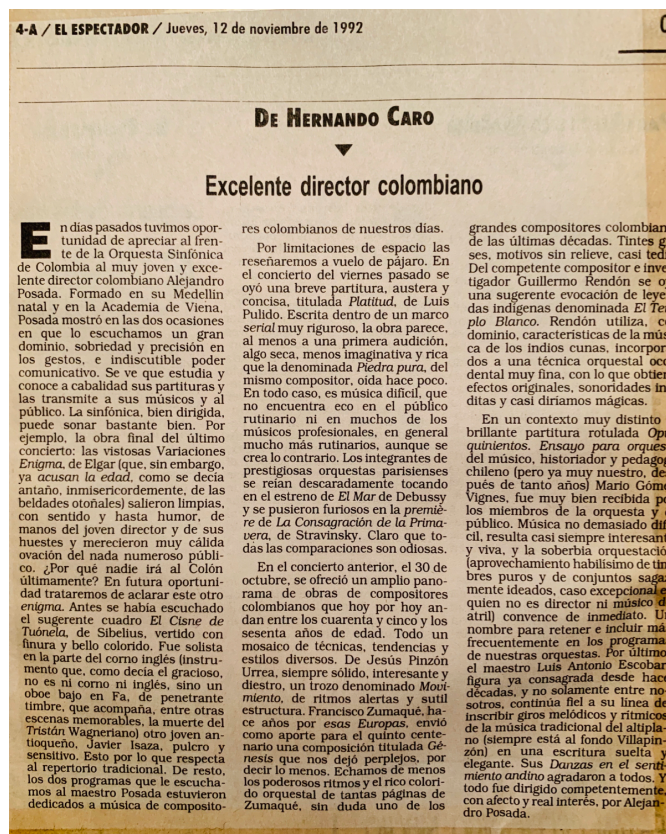 4-A / EL ESPECTADOR / Jueves, 12 de noviembre de 1992
DE HERNANDO CARO
Excelente director colombiano
En días pasados tuvimos opor-
tunidad de apreciar al fren-
te de la Orquesta Sinfónica
de Colombia al muy joven y exce-
lente director colombiano Alejandro
Posada. Formado en su Medellín
natal y en la Academia de Viena,
Posada mostró en las dos ocasiones
en que lo escuchamos un gran
dominio, sobriedad y precisión en
los gestos, e indiscutible poder
comunicativo. Se ve que estudia y
conoce a cabalidad sus partituras y
las transmite a sus músicos y al
público. La sinfónica, bien dirigida,
puede sonar bastante bien. Por
ejemplo, la obra final del último
concierto: las vistosas Variaciones
Enigma, de Elgar (que, sin embargo,
ya acusan la edad, como se decía
antaño, inmisericordemente, de las
beldades otoñales) salieron limpias,
con sentido y hasta humor, de
manos del joven director y de sus
huestes y merecieron muy cálida
ovación del nada numeroso públi-
co. ¿Por qué nadie irá al Colón
últimamente? En futura oportuni-
dad trataremos de aclarar este otro
enigma. Antes se había escuchado
el sugerente cuadro El Cisne de
Tuónela, de Sibelius, vertido con
finura y bello colorido. Fue solista
en la parte del corno inglés (instru-
mento que, como decía el gracioso,
no es ni corno ni inglés, sino un
oboe bajo en Fa, de penetrante
timbre, que acompaña, entre otras
escenas memorables, la muerte del
Tristán Wagneriano) otro joven an-
tioqueño, Javier Isaza, pulcro y
sensitivo. Esto por lo que respecta
al repertorio tradicional. De resto,
los dos programas que le escucha-
mos al maestro Posada estuvieron
dedicados a música de composito-
res colombianos de nuestros días.
Por limitaciones de espacio las
reseñaremos a vuelo de pájaro. En
el concierto del viernes pasado se
oyó una breve partitura, austera y
concisa, titulada Platitud, de Luis
Pulido. Escrita dentro de un marco
serial muy riguroso, la obra parece,
al menos a una primera audición,
algo seca, menos imaginativa y rica
que la denominada Piedra pura, del
mismo compositor, oída hace poco.
En todo caso, es música difícil, que
no encuentra eco en el público
rutinario ni en muchos de los
músicos profesionales, en general
mucho más rutinarios, aunque se
crea lo contrario. Los integrantes de
prestigiosas orquestas parisienses
se reían descaradamente tocando
en el estreno de El Mar de Debussy
y se pusieron furiosos en la premiè-
re de La Consagración de la Prima-
vera, de Stravinsky. Claro que to-
das las comparaciones son odiosas.
En el concierto anterior, el 30 de
octubre, se ofreció un amplio pano-
rama de obras de compositores
colombianos que hoy por hoy an-
dan entre los cuarenta y cinco y los
sesenta años de edad. Todo un
mosaico de técnicas, tendencias y
estilos diversos. De Jesús Pinzón
Urrea, siempre sólido, interesante y
diestro, un trozo denominado Movi-
miento, de ritmos alertas y sutil
estructura. Francisco Zumaqué, ha-
ce años por esas Europas, envió
como aporte para el quinto cente-
nario una composición titulada Gé-
nesis que nos dejó perplejos, por
decir lo menos. Echamos de menos
los poderosos ritmos y el rico colori-
do orquestal de tantas páginas de
Zumaqué, sin duda uno de los
grandes compositores colombian
de las últimas décadas. Tintes g
ses, motivos sin relieve, casi tedi
Del competente compositor e inve
tigador Guillermo Rendón se o
una sugerente evocación de leye
das indígenas denominada El Te
plo Blanco. Rendón utiliza, c
dominio, características de la mús
ca de los indios cunas, incorpor
dos a una técnica orquestal occ
dental muy fina, con lo que obtie
efectos originales, sonoridades in
ditas y casi diríamos mágicas.
En un contexto muy distinto
brillante partitura rotulada Op
quinientos. Ensayo para orques
del músico, historiador y pedagog
chileno (pero ya muy nuestro, de
pués de tanto años) Mario Góme
Vignes, fue muy bien recibida po
los miembros de la orquesta y
público. Música no demasiado difí
cil, resulta casi siempre interesant
y viva, y la soberbia orquestació
(aprovechamiento habilísimo de tim
bres puros y de conjuntos sagaz
mente ideados, caso excepcional e
quien no es director ni músico d
atril) convence de inmediato. Un
nombre para retener e incluir má
frecuentemente en los programa
de nuestras orquestas. Por último
el maestro Luis Antonio Escobar
figura ya consagrada desde hace
décadas, y no solamente entre no-
sotros, continúa fiel a su línea de
inscribir giros melódicos y rítmicos
de la música tradicional del altipla-
no (siempre está al fondo Villapin-
zón) en una escritura suelta y
elegante. Sus Danzas en el senti-
miento andino agradaron a todos. Y
todo fue dirigido competentemente,
con afecto y real interés, por Alejan-
dro Posada.